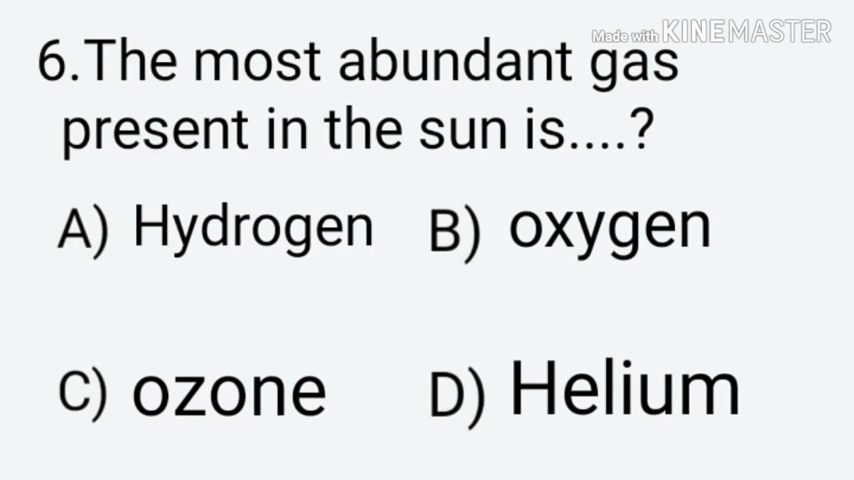 Made with KINEMASTER
6.The most abundant gas
present in the sun is....?
A) Hydrogen B) oxygen
C) ozone D) Helium